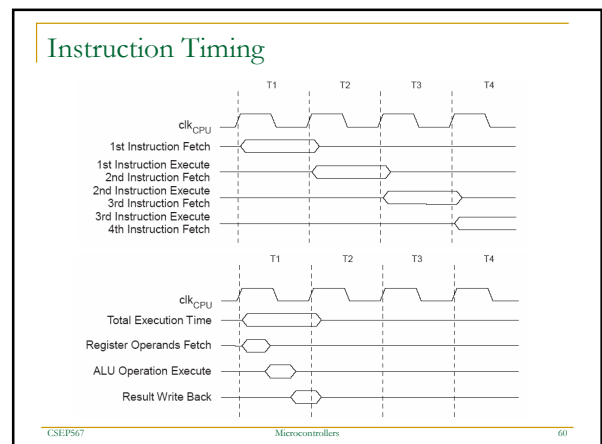 Instruction Timing
T1 T2 T3 T4
clkCPU
1st Instruction Fetch
1st Instruction Execute
2nd Instruction Fetch
2nd Instruction Execute
3rd Instruction Fetch
3rd Instruction Execute
4th Instruction Fetch
T1 T2 T3 T4
clkCPU
Total Execution Time
Register Operands Fetch
ALU Operation Execute
Result Write Back
CSEP567 Microcontrollers 60